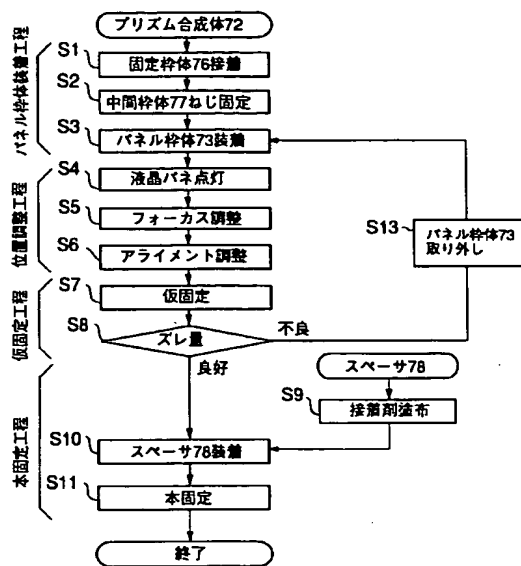 プリズム合成体72
パネル枠体装着工程
S1
固定枠体76接着
S2
中間枠体77ねじ固定
S3
パネル枠体73装着
位置調整工程
S4
液晶パネ点灯
S5
フォーカス調整
S6
アライメント調整
S13
パネル枠体73
取り外し
仮固定工程
S7
仮固定
S8
ズレ量
不良
良好
スペーサ78
S9
接着剤塗布
本固定工程
S10
スペーサ78装着
S11
本固定
終了